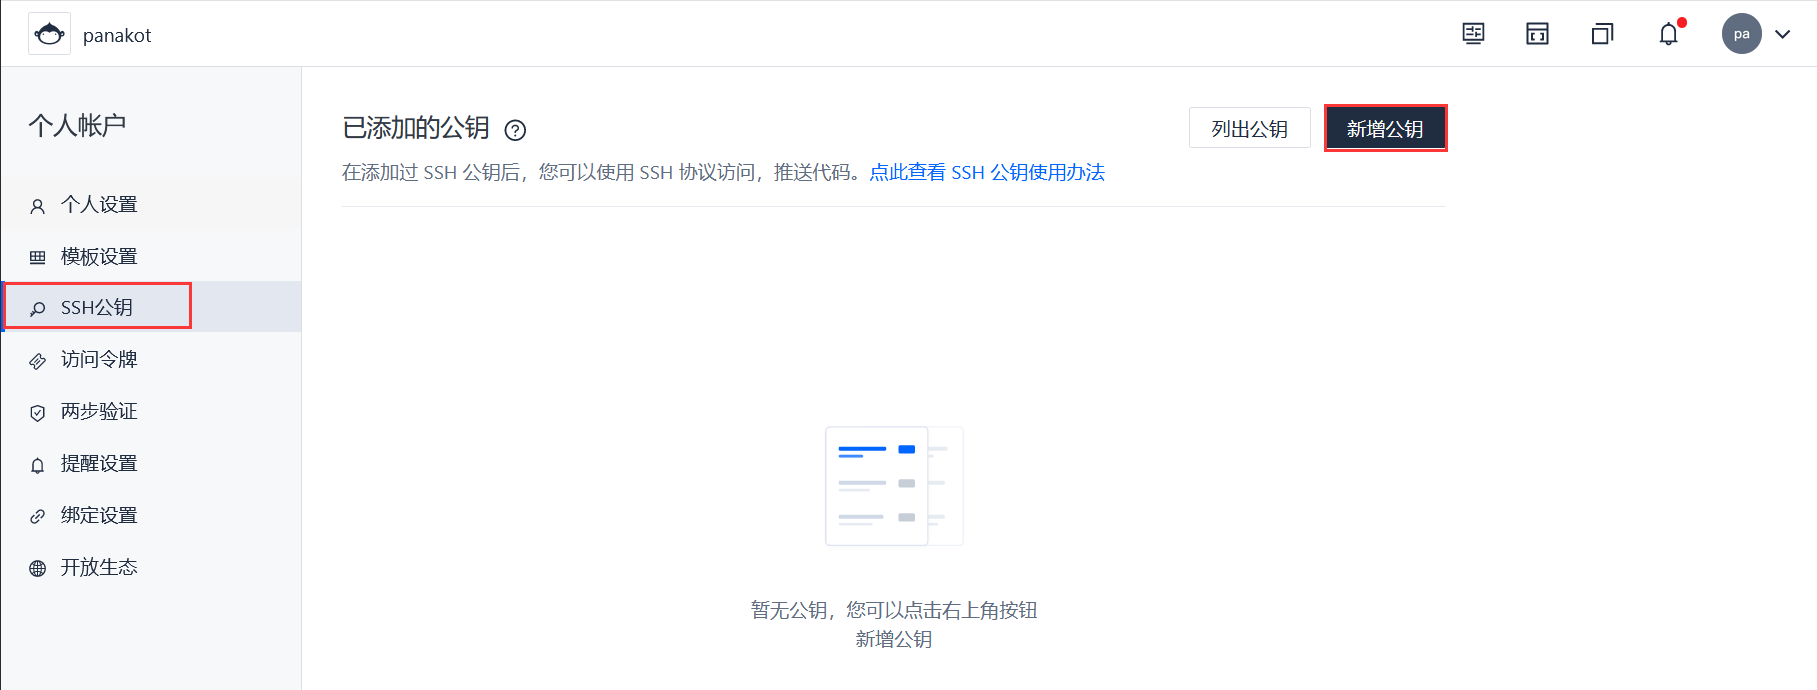 panakot
pa
个人帐户
个人设置
模板设置
SSH公钥
访问令牌
两步验证
提醒设置
绑定设置
开放生态
已添加的公钥 ?
列出公钥
新增公钥
在添加过 SSH 公钥后，您可以使用 SSH 协议访问，推送代码。点此查看 SSH 公钥使用办法
暂无公钥，您可以点击右上角按钮
新增公钥